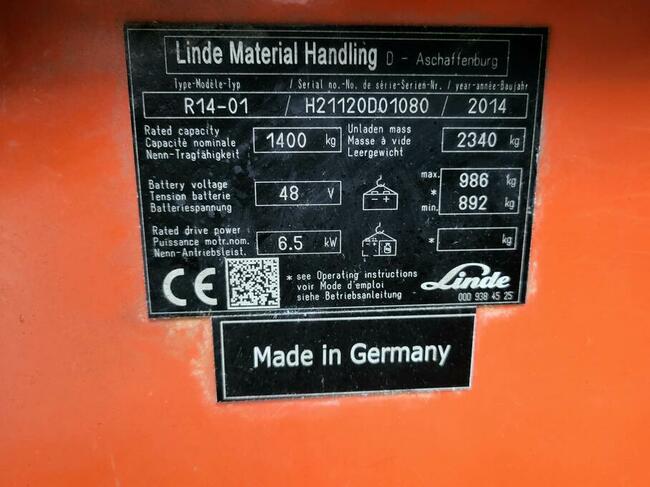 Linde Material Handling D - Aschaffenburg
Type-Modèle-Typ / Serial no.-No. de série-Serien-Nr. / year-année-Baujahr
R14-01 / H21120D01080 / 2014
Rated capacity
Capacité nominale 1400 kg
Nenn-Tragfähigkeit
Unladen mass
Masse à vide 2340 kg
Leergewicht
Battery voltage
Tension batterie 48 V
Batteriespannung
max. 986 kg
*
min. 892 kg
Rated drive power
Puissance motr.nom. 6.5 kW
Nenn-Antriebsleist.
* kg
CE
* see Operating instructions
voir Mode d'emploi
siehe Betriebsanleitung
Linde
000 938 45 25
Made in Germany